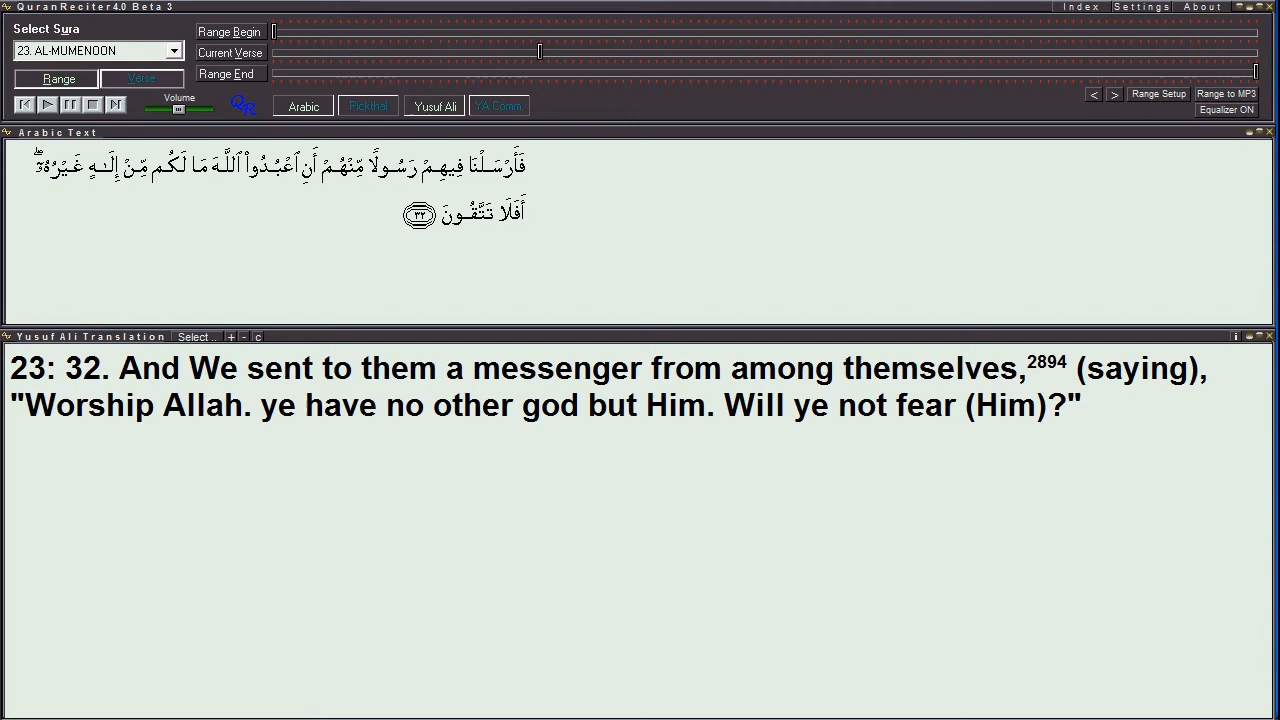 QuranReciter4.0 Beta 3
Index Settings About
Select Sura
23. AL-MUMENOON
Range Verse
Volume
QR
Range Begin
Current Verse
Range End
Arabic Pickthal Yusuf Ali YA Comm.
< > Range Setup Range to MP3
Equalizer ON
Arabic Text
فَأَرْسَلْنَا فِيهِمْ رَسُولًا مِّنْهُمْ أَنِ ٱعْبُدُوا۟ ٱللَّهَ مَا لَكُم مِّنْ إِلَـٰهٍ غَيْرُهُۥٓ ۖ
أَفَلَا تَتَّقُونَ ٣٢
Yusuf Ali Translation Select .. + - c i
23: 32. And We sent to them a messenger from among themselves,2894 (saying),
"Worship Allah. ye have no other god but Him. Will ye not fear (Him)?"